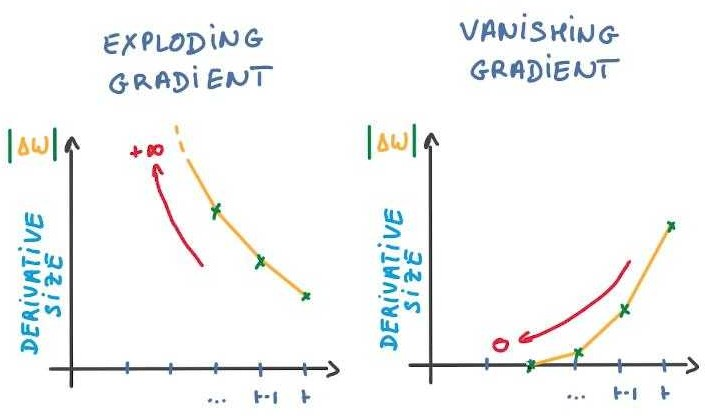 EXPLODING
GRADIENT
|ΔW|
+∞
DERIVATIVE
SIZE
... t-1 t
VANISHING
GRADIENT
|ΔW|
0
DERIVATIVE
SIZE
... t-1 t